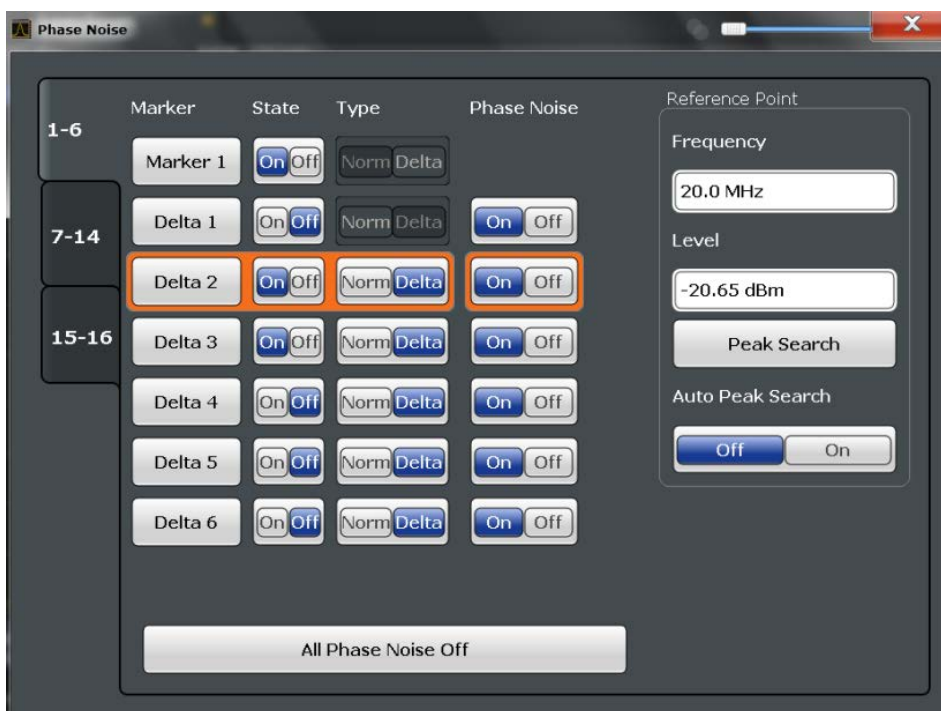 Phase Noise
1-6
7-14
15-16
Marker State Type Phase Noise
Marker 1 On Off Norm Delta
Delta 1 On Off Norm Delta On Off
Delta 2 On Off Norm Delta On Off
Delta 3 On Off Norm Delta On Off
Delta 4 On Off Norm Delta On Off
Delta 5 On Off Norm Delta On Off
Delta 6 On Off Norm Delta On Off
All Phase Noise Off
Reference Point
Frequency
20.0 MHz
Level
-20.65 dBm
Peak Search
Auto Peak Search
Off On